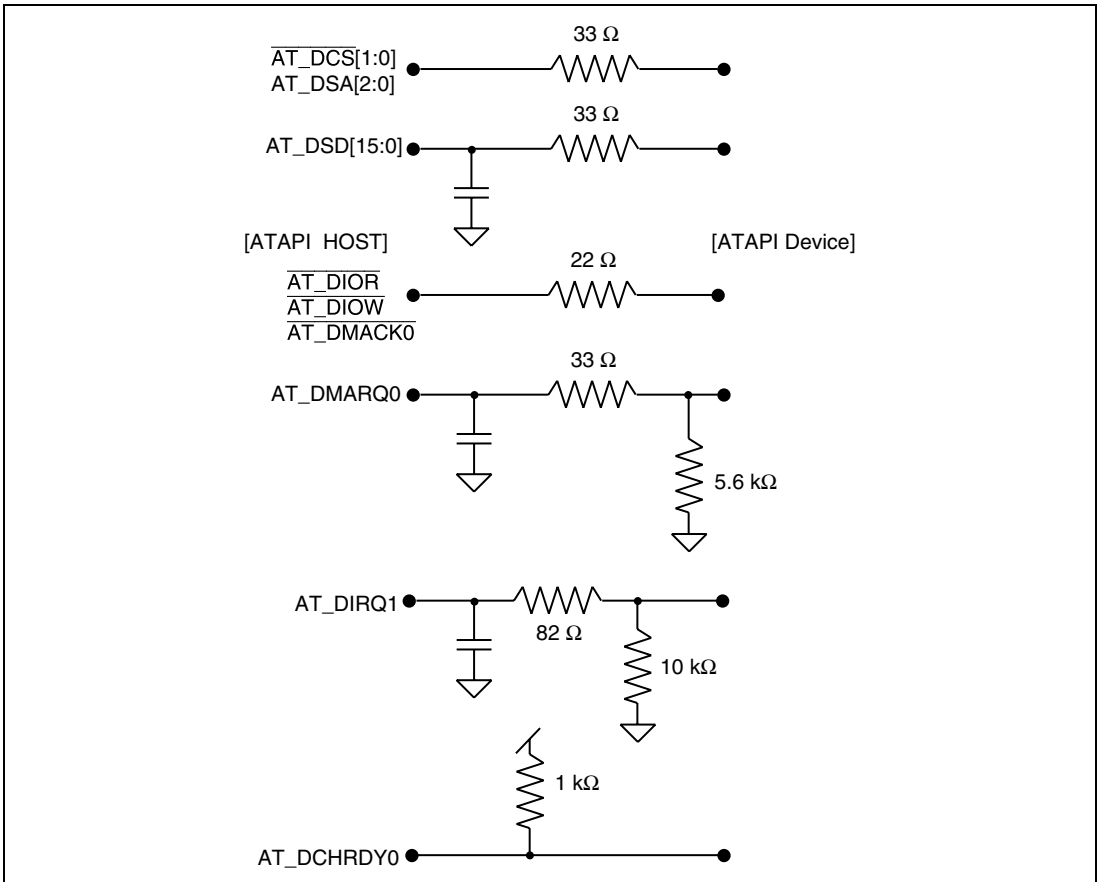 33 Ω
AT_DCS[1:0]
AT_DSA[2:0]
33 Ω
AT_DSD[15:0]
[ATAPI HOST]
[ATAPI Device]
22 Ω
AT_DIOR
AT_DIOW
AT_DMACK0
33 Ω
AT_DMARQ0
5.6 kΩ
AT_DIRQ1
82 Ω
10 kΩ
1 kΩ
AT_DCHRDY0